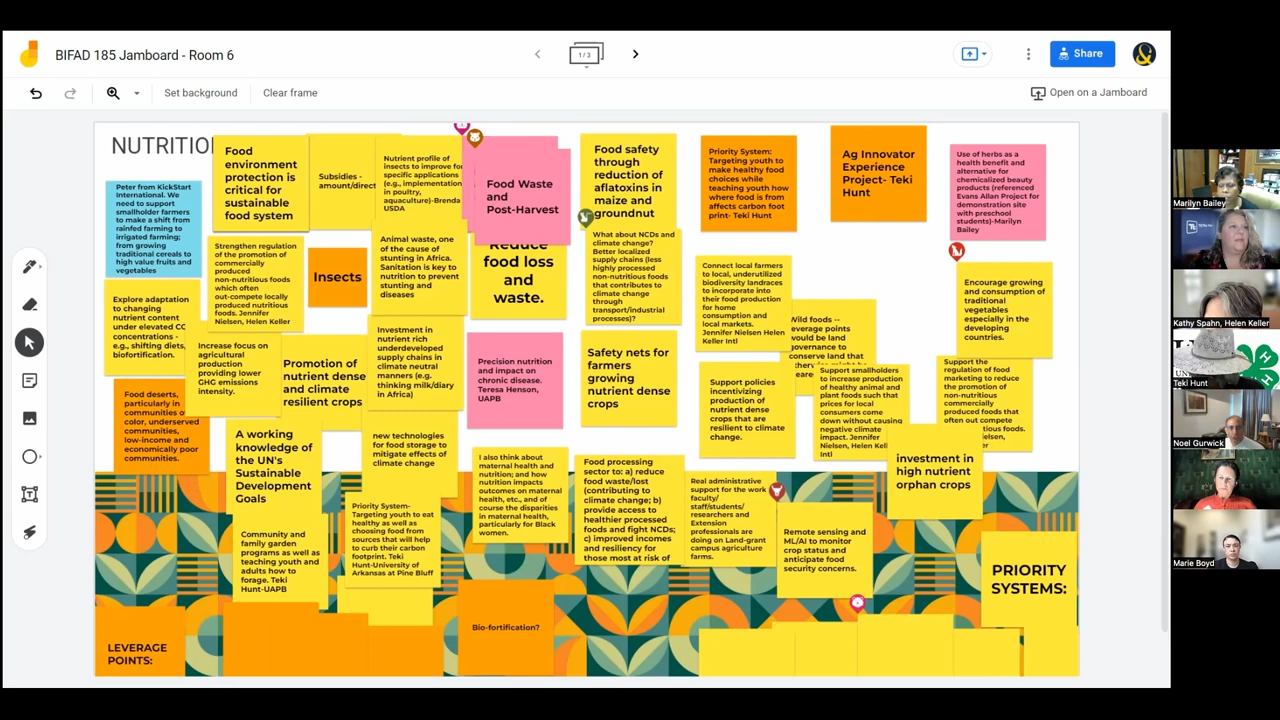 BIFAD 185 Jamboard - Room 6
1/3
Share
Set background
Clear frame
Open on a Jamboard
NUTRITIO
Peter from KickStart
International. We
need to support
smallholder farmers
to make a shift from
rainfed farming to
irrigated farming;
from growing
traditional cereals to
high value fruits and
vegetables
Food
environment
protection is
critical for
sustainable
food system
Subsidies -
amount/direct
Nutrient profile of
insects to improve for
specific applications
(e.g., implementation
in poultry,
aquaculture)-Brenda
USDA
Food Waste
and
Post-Harvest
Reduce
food loss
and
waste.
Food safety
through
reduction of
aflatoxins in
maize and
groundnut
Priority System:
Targeting youth to
make healthy food
choices while
teaching youth how
where food is from
affects carbon foot
print- Teki Hunt
Ag Innovator
Experience
Project- Teki
Hunt
Use of herbs as a
health benefit and
alternative for
chemicalized beauty
products (referenced
Evans Allan Project for
demonstration site
with preschool
students)-Marilyn
Bailey
Strengthen regulation
of the promotion of
commercially
produced
non-nutritious foods
which often
out-compete locally
produced nutritious
foods. Jennifer
Nielsen, Helen Keller
Insects
Animal waste, one
of the cause of
stunting in Africa.
Sanitation is key to
nutrition to prevent
stunting and
diseases
What about NCDs and
climate change?
Better localized
supply chains (less
highly processed
non-nutritious foods
that contributes to
climate change
through
transport/industrial
processes)?
Connect local farmers
to local, underutilized
biodiversity landraces
to incorporate into
their food production
for home
consumption and
local markets.
Jennifer Nielsen Helen
Keller Intl
Wild foods --
leverage points
would be land
governance to
conserve land that
Encourage growing
and consumption of
traditional
vegetables
especially in the
developing
countries.
Explore adaptation
to changing
nutrient content
under elevated CC
concentrations -
e.g., shifting diets,
biofortification.
Increase focus on
agricultural
production
providing lower
GHG emissions
intensity.
Promotion of
nutrient dense
and climate
resilient crops
Investment in
nutrient rich
underdeveloped
supply chains in
climate neutral
manners (e.g.
thinking milk/diary
in Africa)
Precision nutrition
and impact on
chronic disease.
Teresa Henson,
UAPB
Safety nets for
farmers
growing
nutrient dense
crops
Support policies
incentivizing
production of
nutrient dense
crops that are
resilient to climate
change.
Support smallholders
to increase production
of healthy animal and
plant foods such that
prices for local
consumers come
down without causing
negative climate
impact. Jennifer
Nielsen, Helen Kell
Intl
Support the
regulation of food
marketing to reduce
the promotion of
non-nutritious
commercially
produced foods that
often out compete
itious foods.
elsen,
Food deserts,
particularly in
communities o
color, underserved
communities,
low-income and
economically poor
communities.
A working
knowledge of
the UN's
Sustainable
Development
Goals
new technologies
for food storage to
mitigate effects of
climate change
I also think about
maternal health and
nutrition; and how
nutrition impacts
outcomes on maternal
health, etc., and of
course the disparities
in maternal health,
particularly for Black
women.
Food processing
sector to: a) reduce
food waste/lost
(contributing to
climate change; b)
provide access to
healthier processed
foods and fight NCDs;
c) improved incomes
and resiliency for
those most at risk of
Real administrative
support for the work
faculty/
staff/students/
researchers and
Extension
professionals are
doing on Land-grant
campus agriculture
farms.
investment in
high nutrient
orphan crops
Community and
family garden
programs as well as
teaching youth and
adults how to
forage. Teki
Hunt-UAPB
Priority System-
Targeting youth to eat
healthy as well as
choosing food from
sources that will help
to curb their carbon
footprint. Teki
Hunt-University of
Arkansas at Pine Bluff
Remote sensing and
ML/AI to monitor
crop status and
anticipate food
security concerns.
PRIORITY
SYSTEMS:
LEVERAGE
POINTS:
Bio-fortification?
Marilyn Bailey
Kathy Spahn, Helen Keller
Teki Hunt
Noel Gurwick
Marie Boyd